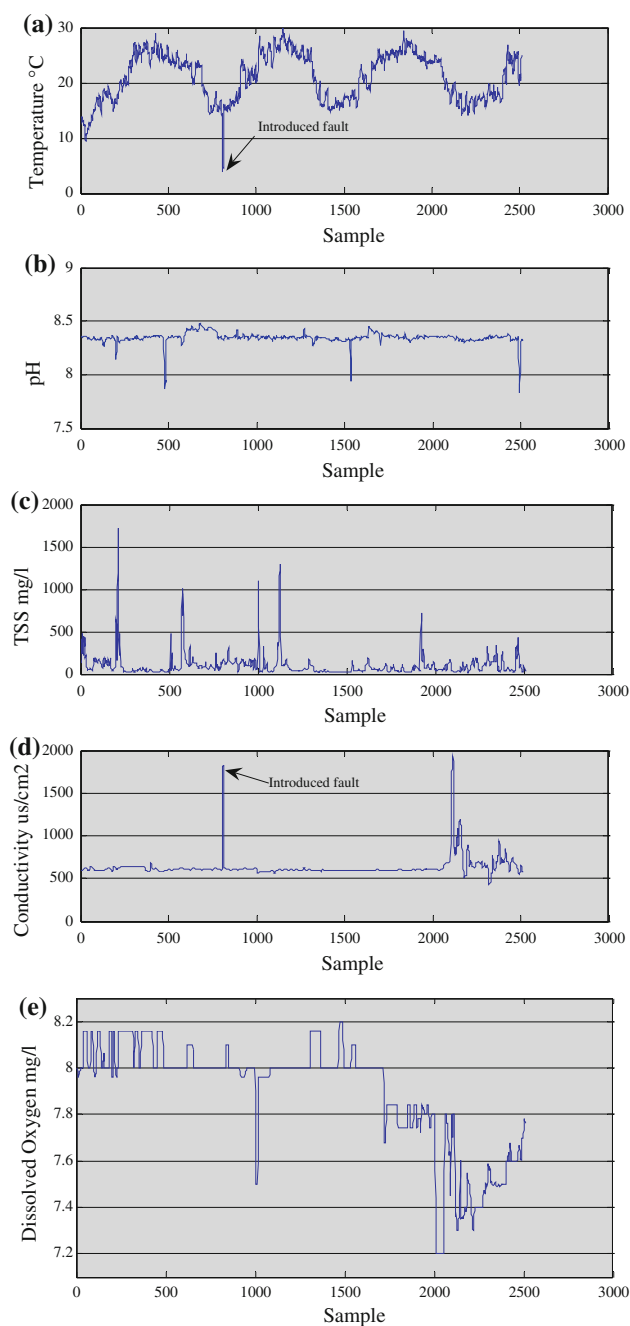 (a)
30
20
10
0
Temperature °C
Introduced fault
0 500 1000 1500 2000 2500 3000
Sample
(b)
9
8.5
8
7.5
pH
0 500 1000 1500 2000 2500 3000
Sample
(c)
2000
1500
1000
500
0
TSS mg/l
0 500 1000 1500 2000 2500 3000
Sample
(d)
2000
1500
1000
500
0
Conductivity us/cm2
Introduced fault
0 500 1000 1500 2000 2500 3000
Sample
(e)
8.2
8
7.8
7.6
7.4
7.2
Dissolved Oxygen mg/l
0 500 1000 1500 2000 2500 3000
Sample